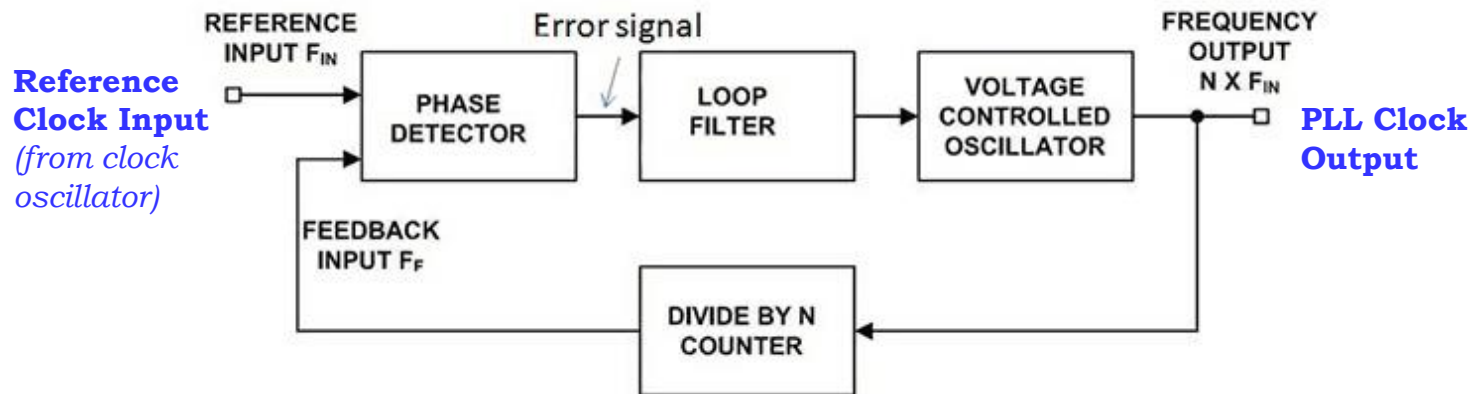 Reference
Clock Input
(from clock
oscillator)
REFERENCE
INPUT FIN
Error signal
PHASE
DETECTOR
LOOP
FILTER
VOLTAGE
CONTROLLED
OSCILLATOR
FREQUENCY
OUTPUT
N X FIN
PLL Clock
Output
FEEDBACK
INPUT FF
DIVIDE BY N
COUNTER